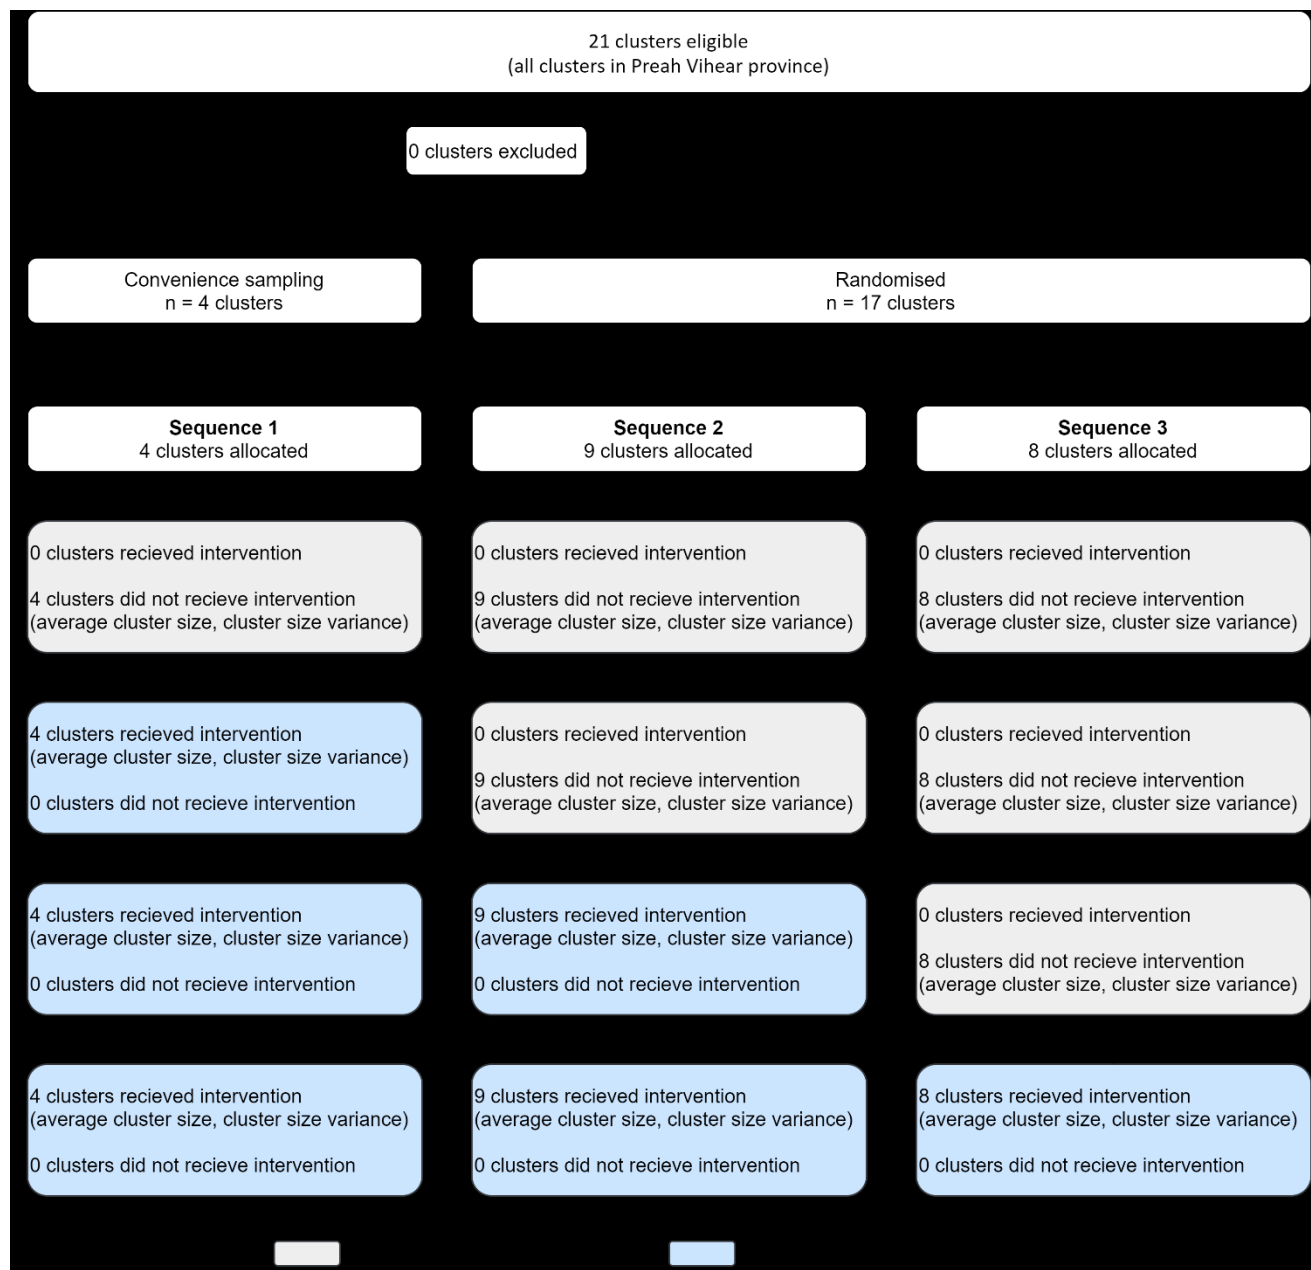 21 clusters eligible
(all clusters in Preah Vihear province)
0 clusters excluded
Convenience sampling
n = 4 clusters
Randomised
n = 17 clusters
Sequence 1
4 clusters allocated
Sequence 2
9 clusters allocated
Sequence 3
8 clusters allocated
0 clusters recieved intervention
4 clusters did not recieve intervention
(average cluster size, cluster size variance)
0 clusters recieved intervention
9 clusters did not recieve intervention
(average cluster size, cluster size variance)
0 clusters recieved intervention
8 clusters did not recieve intervention
(average cluster size, cluster size variance)
4 clusters recieved intervention
(average cluster size, cluster size variance)
0 clusters did not recieve intervention
0 clusters recieved intervention
9 clusters did not recieve intervention
(average cluster size, cluster size variance)
0 clusters recieved intervention
8 clusters did not recieve intervention
(average cluster size, cluster size variance)
4 clusters recieved intervention
(average cluster size, cluster size variance)
0 clusters did not recieve intervention
9 clusters recieved intervention
(average cluster size, cluster size variance)
0 clusters did not recieve intervention
0 clusters recieved intervention
8 clusters did not recieve intervention
(average cluster size, cluster size variance)
4 clusters recieved intervention
(average cluster size, cluster size variance)
0 clusters did not recieve intervention
9 clusters recieved intervention
(average cluster size, cluster size variance)
0 clusters did not recieve intervention
8 clusters recieved intervention
(average cluster size, cluster size variance)
0 clusters did not recieve intervention